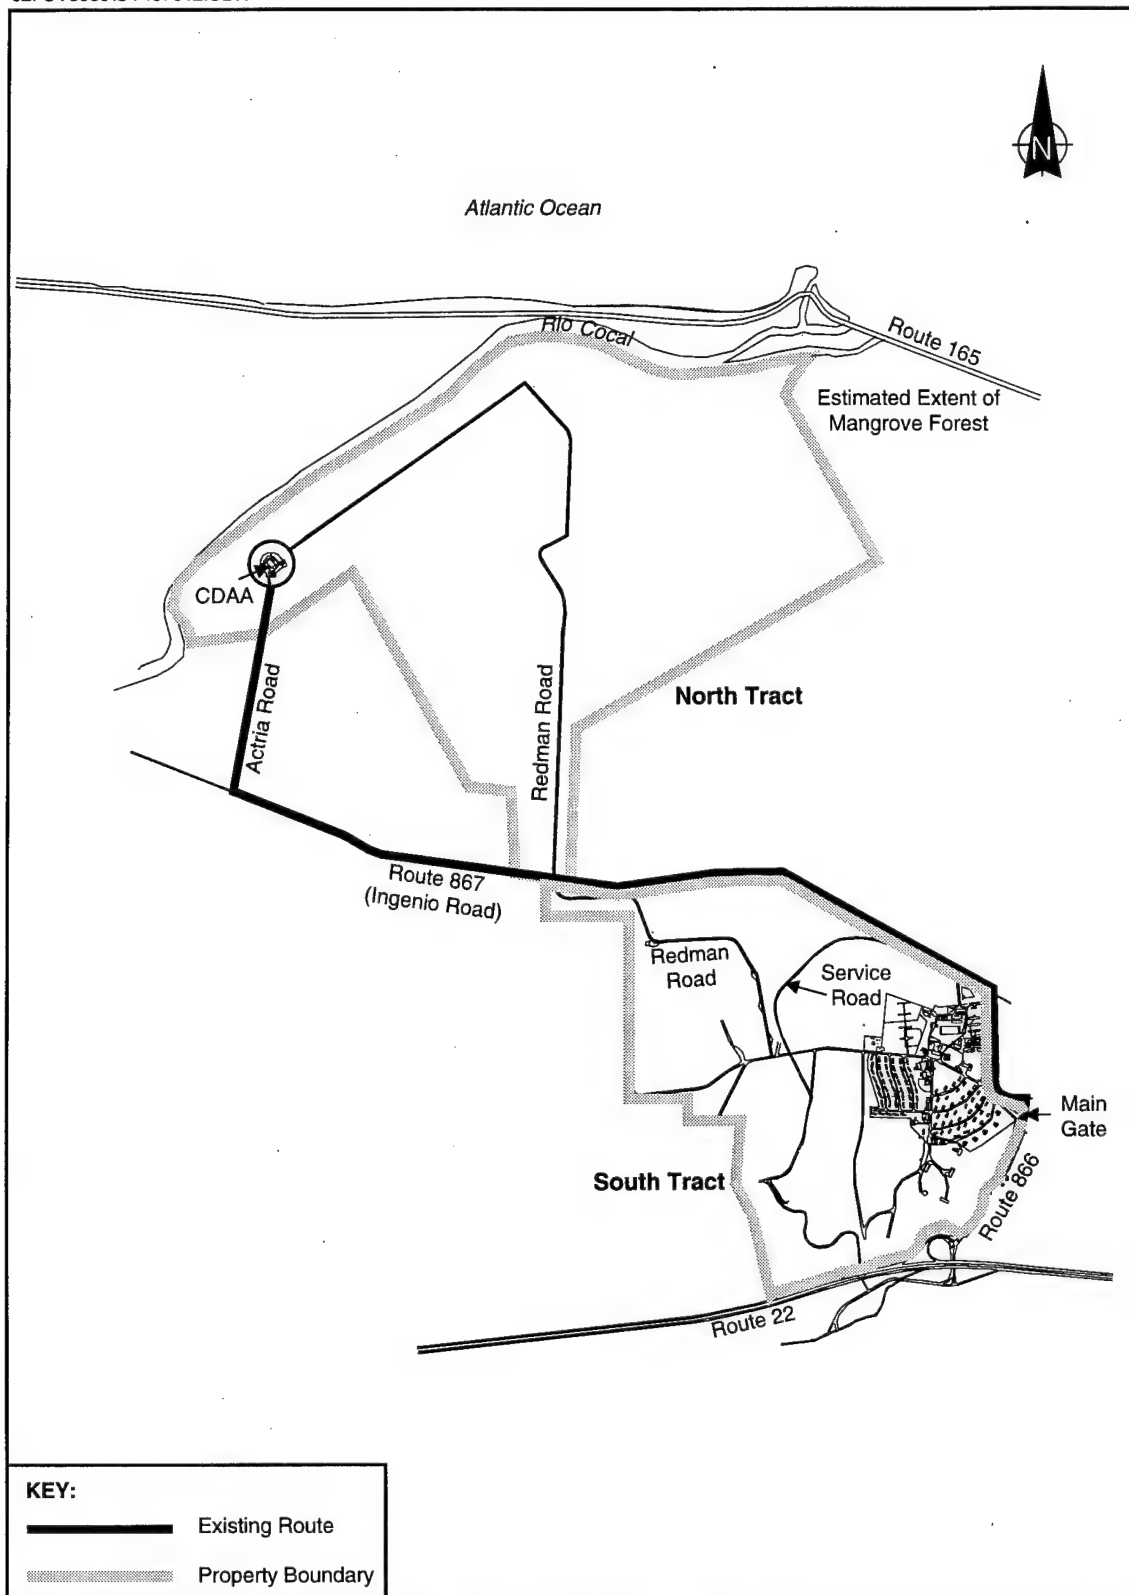 N
Atlantic Ocean
Rio Cocal
Route 165
Estimated Extent of
Mangrove Forest
CDAA
Actria Road
Redman Road
North Tract
Route 867
(Ingenio Road)
Redman
Road
Service
Road
Main
Gate
South Tract
Route 866
Route 22
KEY:
Existing Route
Property Boundary